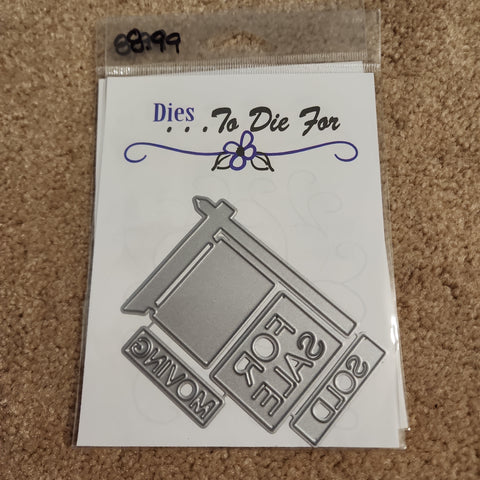 $8.99
Dies
...To Die For
FOR
SALE
SOLD
MOVING